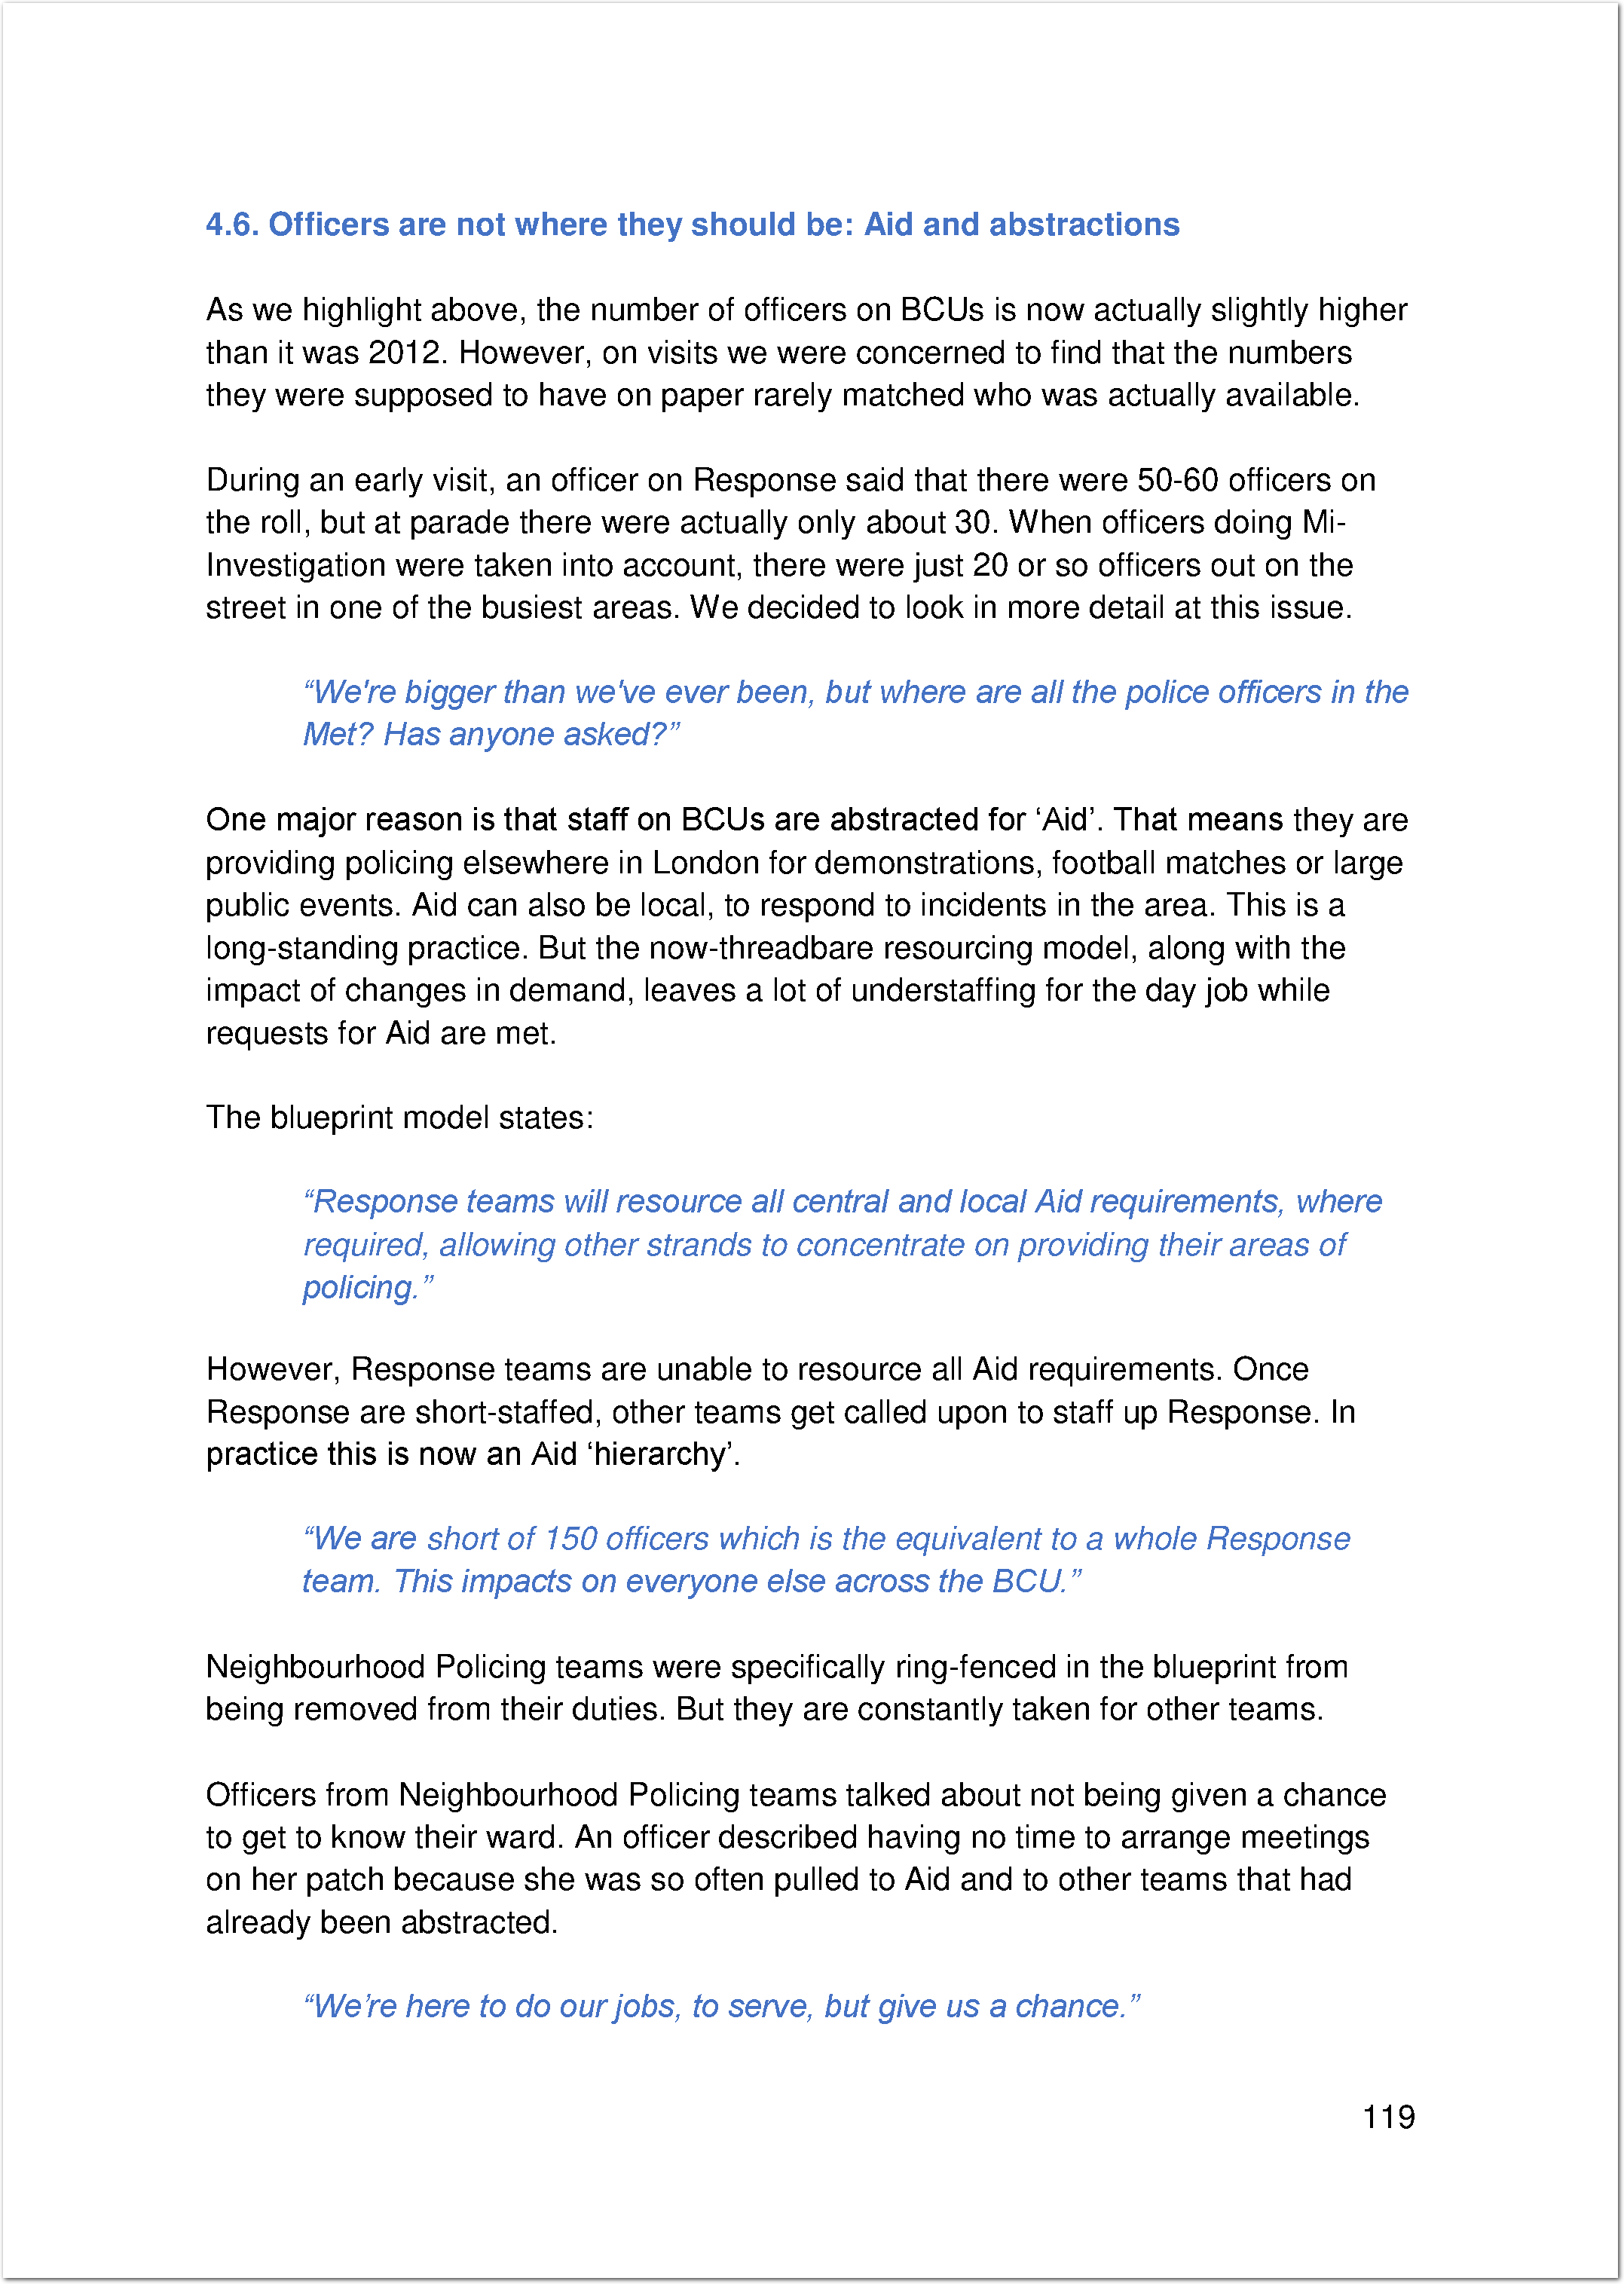 4.6. Officers are not where they should be: Aid and abstractions
As we highlight above, the number of officers on BCUs is now actually slightly higher
than it was 2012. However, on visits we were concerned to find that the numbers
they were supposed to have on paper rarely matched who was actually available.
During an early visit, an officer on Response said that there were 50-60 officers on
the roll, but at parade there were actually only about 30. When officers doing Mi-
Investigation were taken into account, there were just 20 or so officers out on the
street in one of the busiest areas. We decided to look in more detail at this issue.
“We're bigger than we've ever been, but where are all the police officers in the
Met? Has anyone asked?”
One major reason is that staff on BCUs are abstracted for ‘Aid’. That means they are
providing policing elsewhere in London for demonstrations, football matches or large
public events. Aid can also be local, to respond to incidents in the area. This is a
long-standing practice. But the now-threadbare resourcing model, along with the
impact of changes in demand, leaves a lot of understaffing for the day job while
requests for Aid are met.
The blueprint model states:
“Response teams will resource all central and local Aid requirements, where
required, allowing other strands to concentrate on providing their areas of
policing.”
However, Response teams are unable to resource all Aid requirements. Once
Response are short-staffed, other teams get called upon to staff up Response. In
practice this is now an Aid ‘hierarchy’.
“We are short of 150 officers which is the equivalent to a whole Response
team. This impacts on everyone else across the BCU.”
Neighbourhood Policing teams were specifically ring-fenced in the blueprint from
being removed from their duties. But they are constantly taken for other teams.
Officers from Neighbourhood Policing teams talked about not being given a chance
to get to know their ward. An officer described having no time to arrange meetings
on her patch because she was so often pulled to Aid and to other teams that had
already been abstracted.
“We’re here to do our jobs, to serve, but give us a chance.”
119